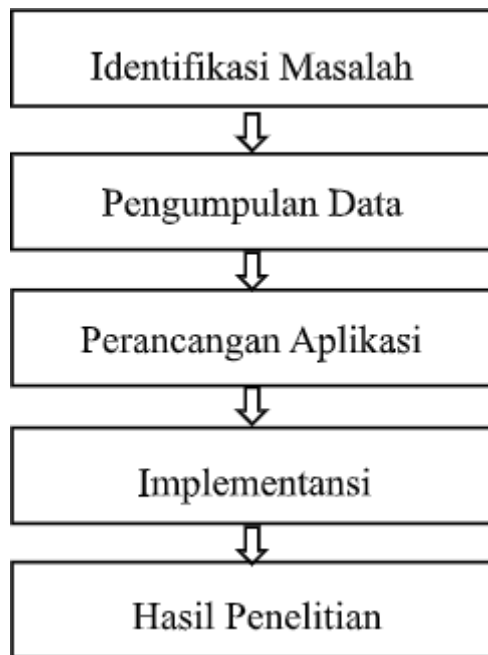 Identifikasi Masalah
Pengumpulan Data
Perancangan Aplikasi
Implementansi
Hasil Penelitian